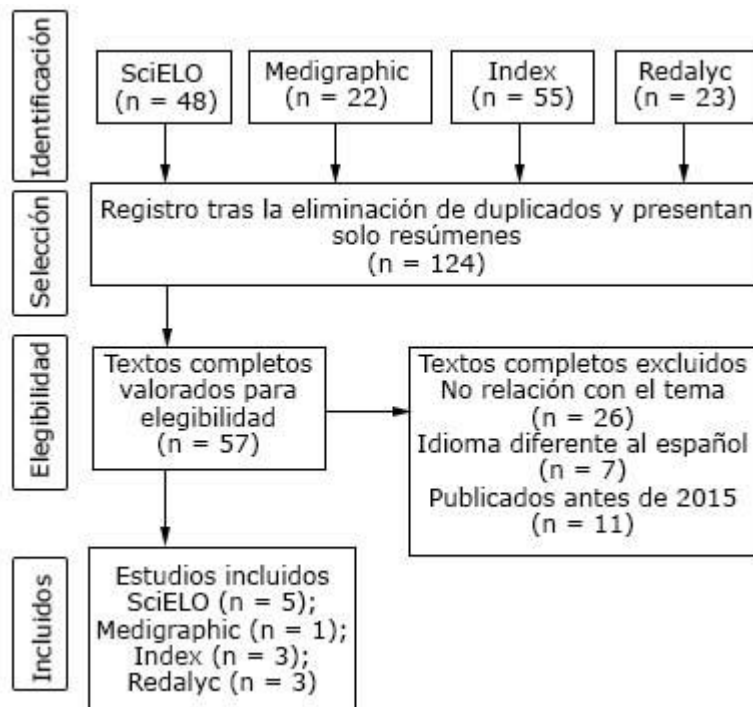 Identificación
SciELO
(n = 48)
Medigraphic
(n = 22)
Index
(n = 55)
Redalyc
(n = 23)
Selección
Registro tras la eliminación de duplicados y presentan
solo resúmenes
(n = 124)
Elegibilidad
Textos completos
valorados para
elegibilidad
(n = 57)
Textos completos excluidos
No relación con el tema
(n = 26)
Idioma diferente al español
(n = 7)
Publicados antes de 2015
(n = 11)
Incluidos
Estudios incluidos
SciELO (n = 5);
Medigraphic (n = 1);
Index (n = 3);
Redalyc (n = 3)